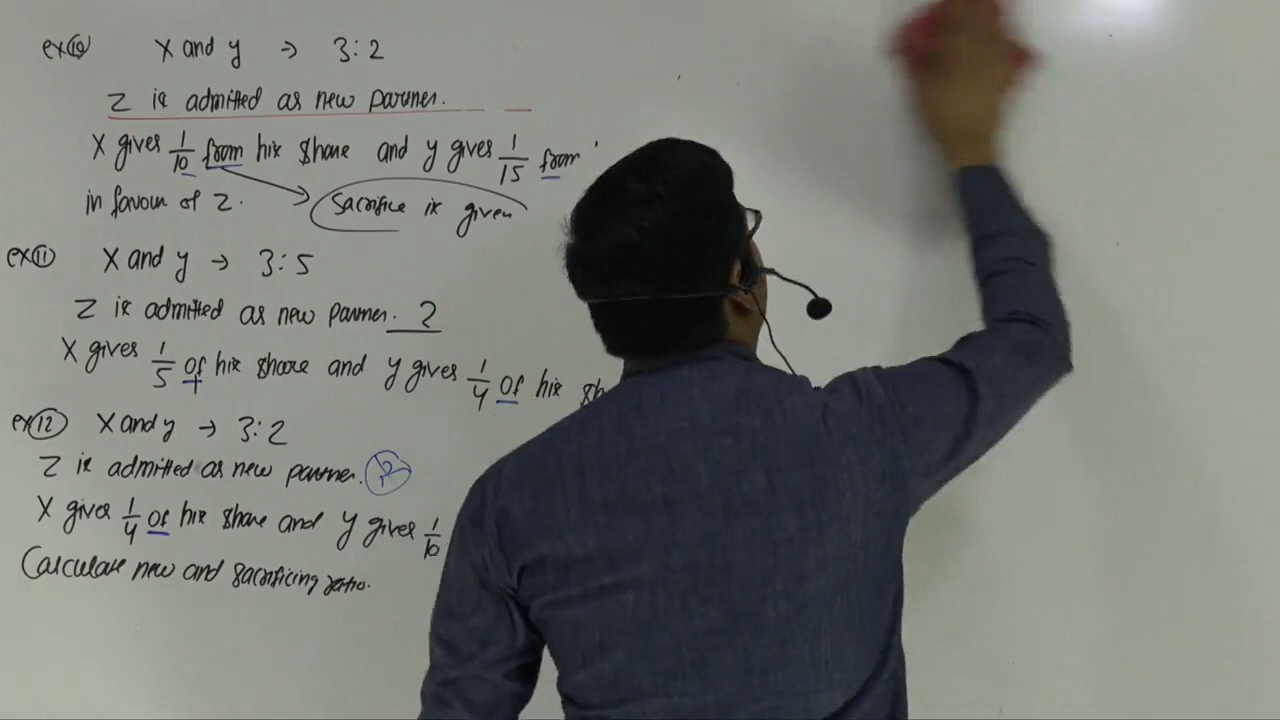 ex⑩ X and y → 3:2
Z is admitted as new partner.
X gives 1/10 from his share and y gives 1/15 from
in favour of Z. → Sacrifice is given
ex⑪ X and y → 3:5
Z is admitted as new partner. ?
X gives 1/5 of his share and y gives 1/4 of his sh
ex⑫ X and y → 3:2
Z is admitted as new partner.
X gives 1/4 of his share and y gives 1/10
Calculate new and sacrificing ratio.